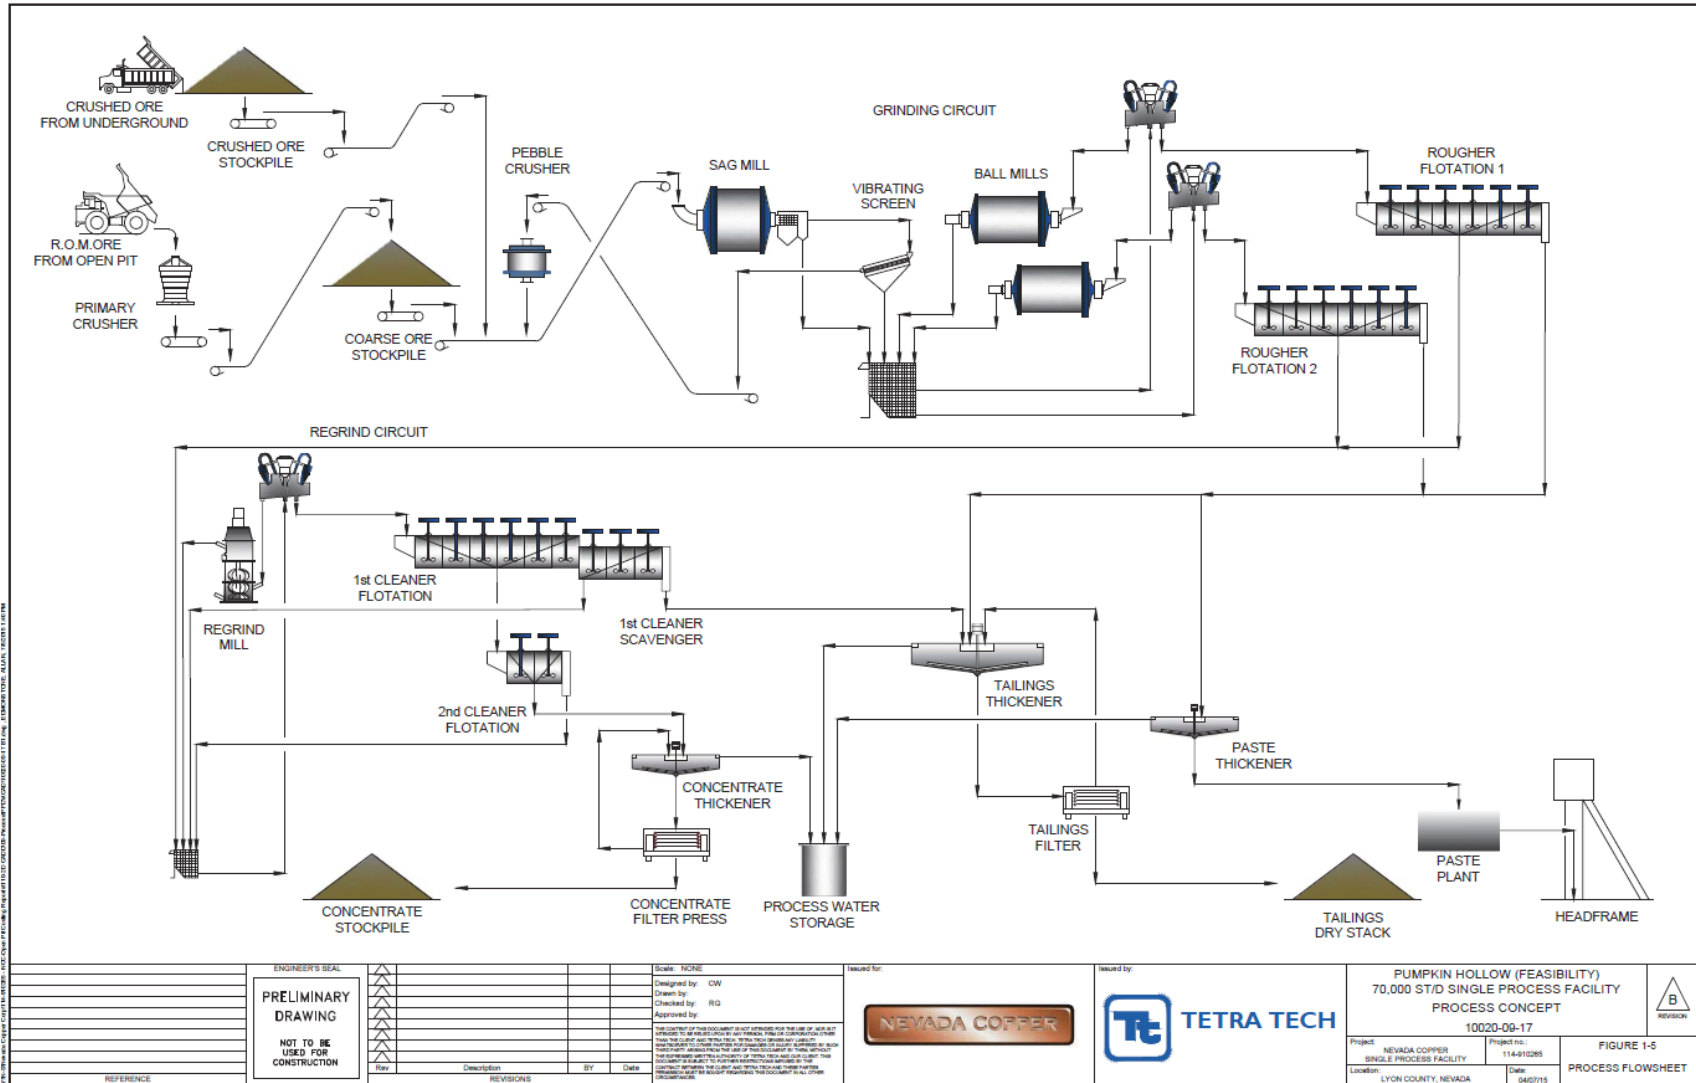 CRUSHED ORE
FROM UNDERGROUND
CRUSHED ORE
STOCKPILE
R.O.M.ORE
FROM OPEN PIT
PRIMARY
CRUSHER
COARSE ORE
STOCKPILE
PEBBLE
CRUSHER
SAG MILL
VIBRATING
SCREEN
GRINDING CIRCUIT
BALL MILLS
ROUGHER
FLOTATION 1
ROUGHER
FLOTATION 2
REGRIND CIRCUIT
REGRIND
MILL
1st CLEANER
FLOTATION
1st CLEANER
SCAVENGER
2nd CLEANER
FLOTATION
CONCENTRATE
THICKENER
CONCENTRATE
FILTER PRESS
CONCENTRATE
STOCKPILE
PROCESS WATER
STORAGE
TAILINGS
THICKENER
TAILINGS
FILTER
PASTE
THICKENER
PASTE
PLANT
TAILINGS
DRY STACK
HEADFRAME
REFERENCE
ENGINEER'S SEAL
PRELIMINARY
DRAWING
NOT TO BE
USED FOR
CONSTRUCTION
Rev Description BY Date
REVISIONS
Scale: NONE
Designed by: CW
Drawn by:
Checked by: RG
Approved by:
Issued for:
NEVADA COPPER
Issued by:
Tt TETRA TECH
PUMPKIN HOLLOW (FEASIBILITY)
70,000 ST/D SINGLE PROCESS FACILITY
PROCESS CONCEPT
10020-09-17
B
REVISION
Project:
NEVADA COPPER
SINGLE PROCESS FACILITY
Project no.:
114-910265
Location:
LYON COUNTY, NEVADA
Date:
04/07/15
FIGURE 1-5
PROCESS FLOWSHEET